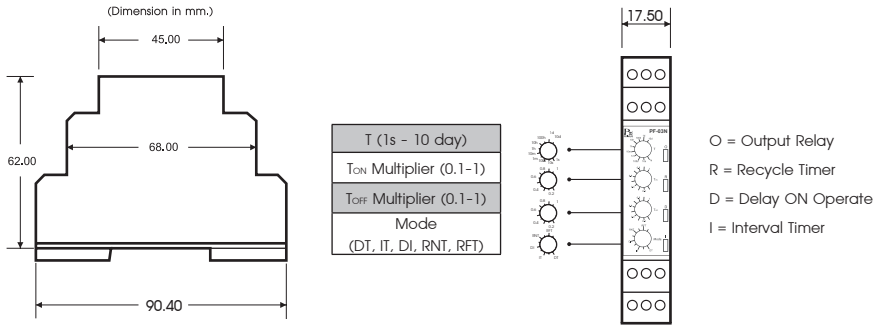 (Dimension in mm.)
45.00
62.00
68.00
90.40
T (1s - 10 day)
TON Multiplier (0.1-1)
TOFF Multiplier (0.1-1)
Mode
(DT, IT, DI, RNT, RFT)
17.50
PF-03N
O = Output Relay
R = Recycle Timer
D = Delay ON Operate
I = Interval Timer